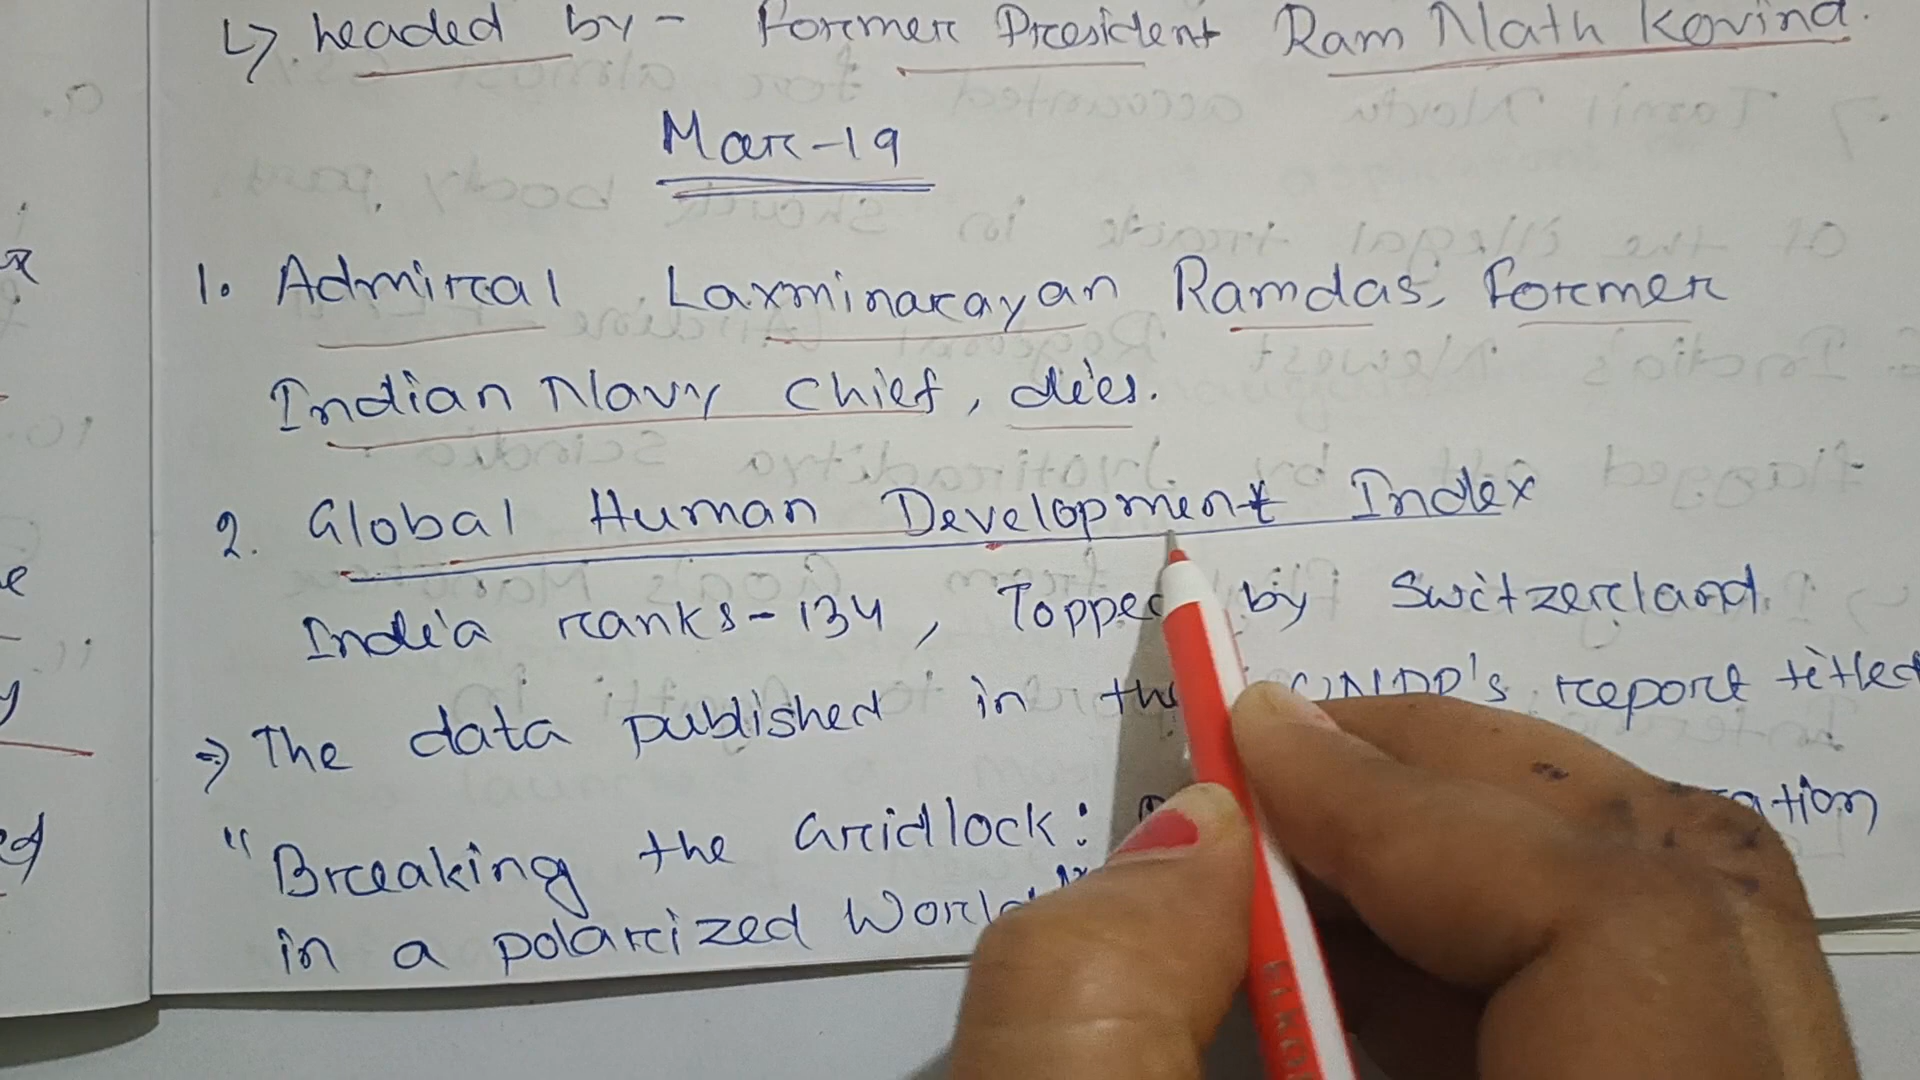 ↳ headed by - Former President Ram Nath Kovind.
Mar-19
1. Admiral Laxminarayan Ramdas, Former
Indian Navy Chief, dies.
2. Global Human Development Index
India ranks-134, Topped by Switzerland.
⇒ The data published in the UNDP's report titled
"Breaking the Gridlock:
in a polarized World"